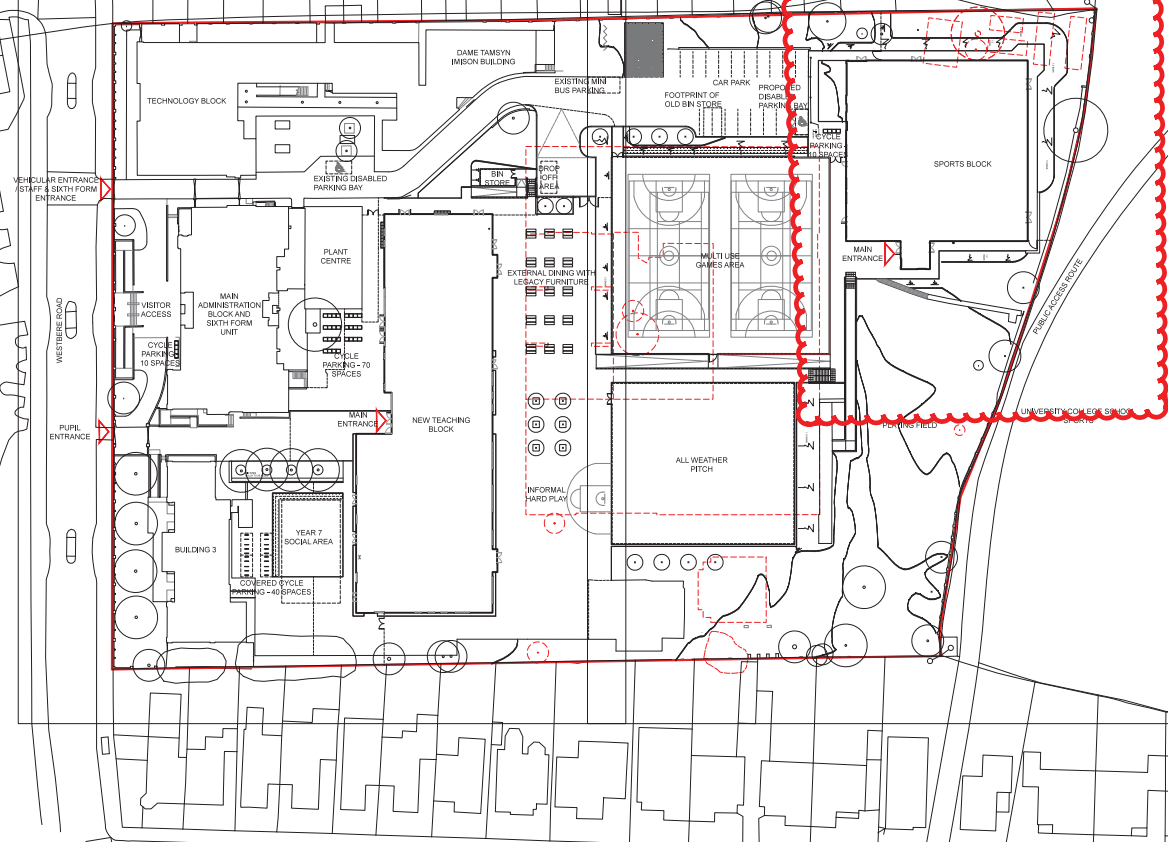 DAME TAMSYN
IMISON BUILDING
TECHNOLOGY BLOCK
EXISTING MINI
BUS PARKING
CAR PARK
FOOTPRINT OF
OLD BIN STORE
PROPOSED
DISABLED
PARKING BAY
CYCLE
PARKING -
10 SPACES
SPORTS BLOCK
VEHICULAR ENTRANCE
/ STAFF & SIXTH FORM
ENTRANCE
EXISTING DISABLED
PARKING BAY
BIN
STORE
DROP
OFF
AREA
PLANT
CENTRE
MAIN
ENTRANCE
MULTI USE
GAMES AREA
EXTERNAL DINING WITH
LEGACY FURNITURE
VISITOR
ACCESS
MAIN
ADMINISTRATION
BLOCK AND
SIXTH FORM
UNIT
WESTBERE ROAD
PUBLIC ACCESS ROUTE
CYCLE
PARKING -
10 SPACES
CYCLE
PARKING - 70
SPACES
PUPIL
ENTRANCE
MAIN
ENTRANCE
NEW TEACHING
BLOCK
UNIVERSITY COLLEGE SCHOOL
SPORTS
PLAYING FIELD
ALL WEATHER
PITCH
INFORMAL
HARD PLAY
YEAR 7
SOCIAL AREA
BUILDING 3
COVERED CYCLE
PARKING - 40 SPACES